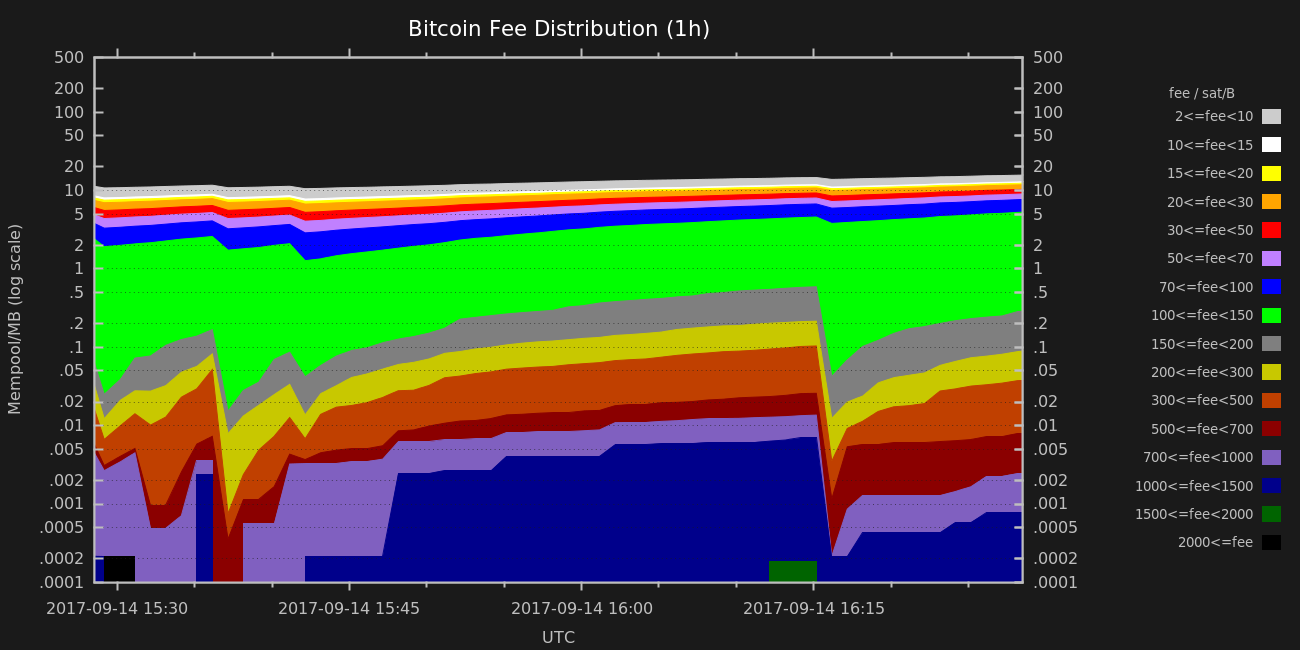 Bitcoin Fee Distribution (1h)
500 500
200 200
100 100
50 50
20 20
10 10
5 5
2 2
1 1
.5 .5
.2 .2
.1 .1
.05 .05
.02 .02
.01 .01
.005 .005
.002 .002
.001 .001
.0005 .0005
.0002 .0002
.0001 .0001
Mempool/MB (log scale)
2017-09-14 15:30 2017-09-14 15:45 2017-09-14 16:00 2017-09-14 16:15
UTC
fee / sat/B
2<=fee<10
10<=fee<15
15<=fee<20
20<=fee<30
30<=fee<50
50<=fee<70
70<=fee<100
100<=fee<150
150<=fee<200
200<=fee<300
300<=fee<500
500<=fee<700
700<=fee<1000
1000<=fee<1500
1500<=fee<2000
2000<=fee